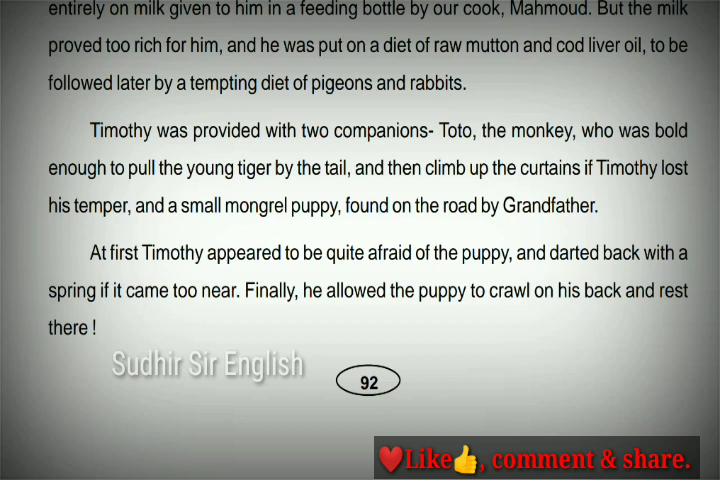 entirely on milk given to him in a feeding bottle by our cook, Mahmoud. But the milk
proved too rich for him, and he was put on a diet of raw mutton and cod liver oil, to be
followed later by a tempting diet of pigeons and rabbits.
Timothy was provided with two companions- Toto, the monkey, who was bold
enough to pull the young tiger by the tail, and then climb up the curtains if Timothy lost
his temper, and a small mongrel puppy, found on the road by Grandfather.
At first Timothy appeared to be quite afraid of the puppy, and darted back with a
spring if it came too near. Finally, he allowed the puppy to crawl on his back and rest
there !
Sudhir Sir English
92
❤️Like👍, comment & share.